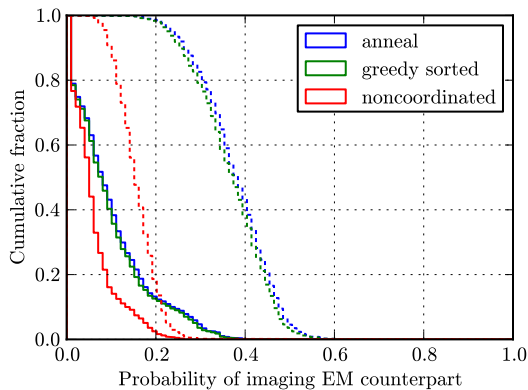 1.0
0.8
0.6
0.4
0.2
0.0
Cumulative fraction
anneal
greedy sorted
noncoordinated
0.0 0.2 0.4 0.6 0.8 1.0
Probability of imaging EM counterpart